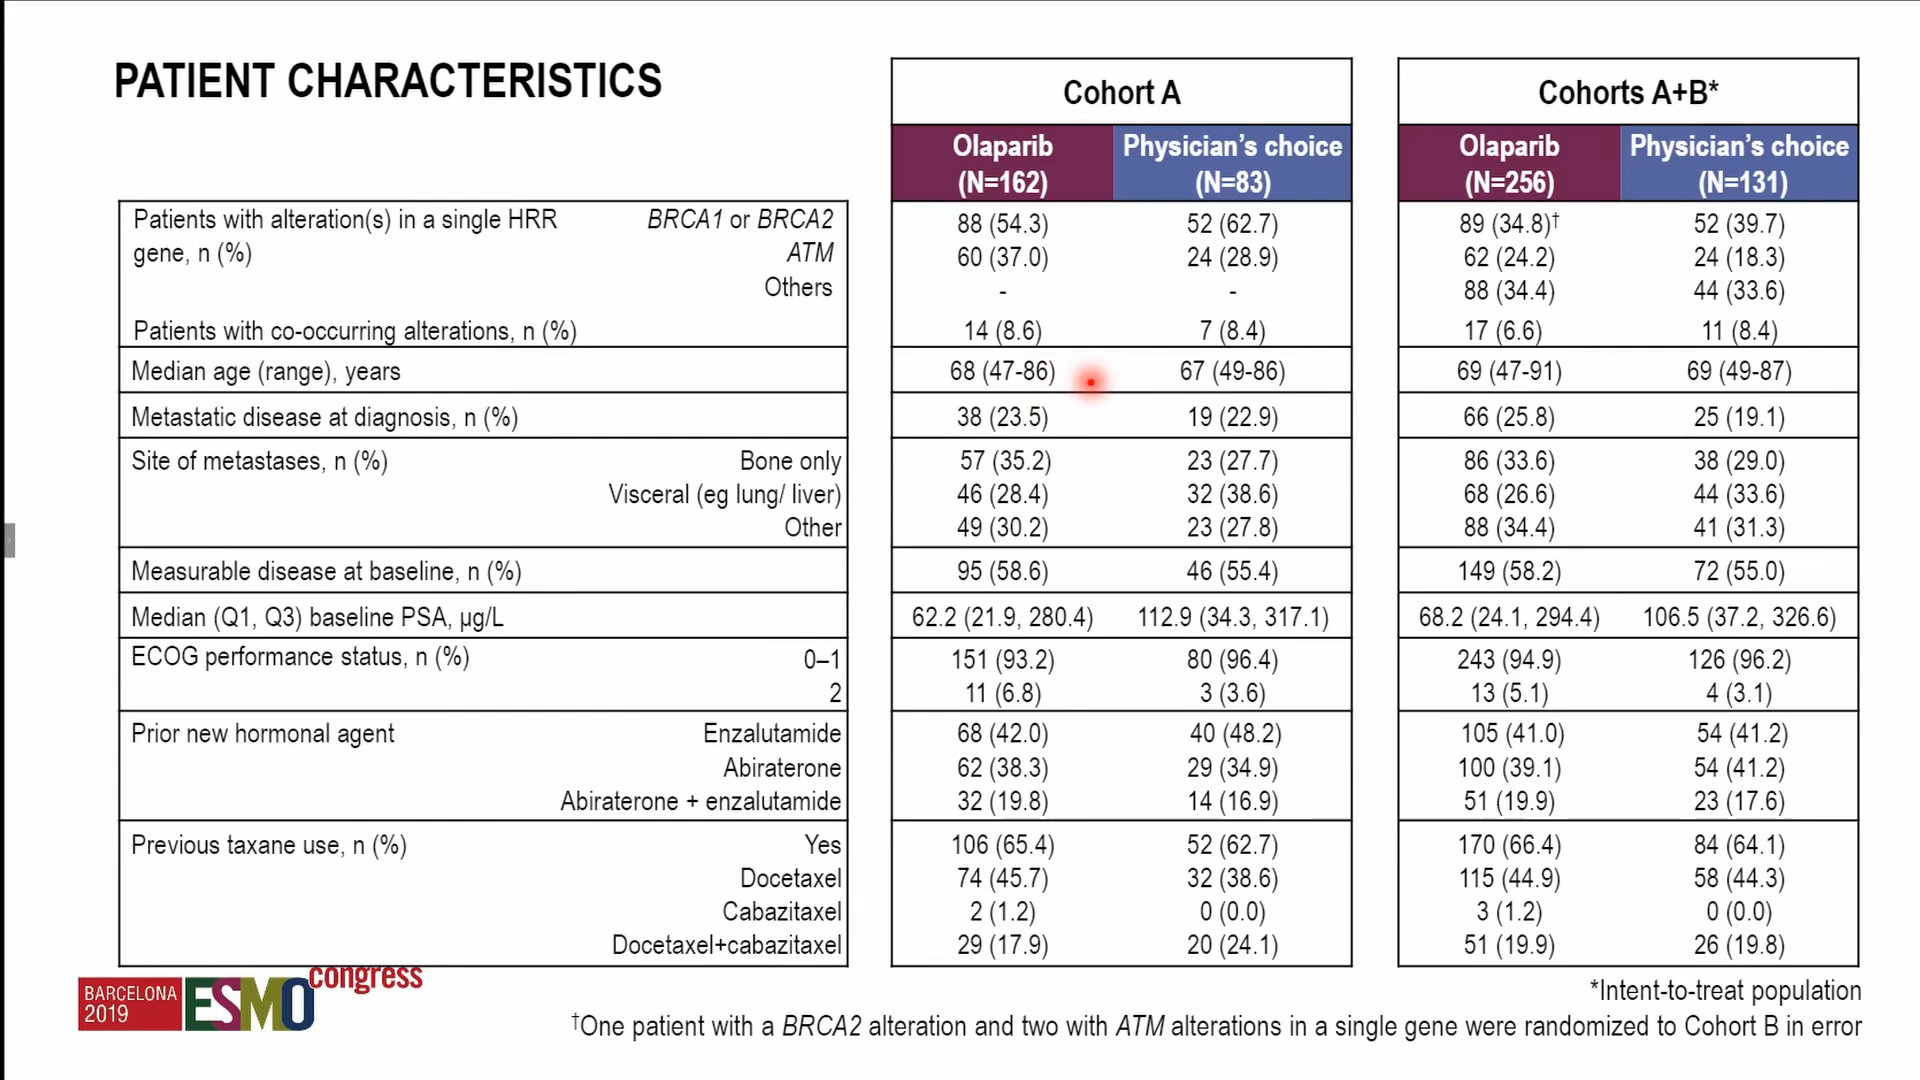 PATIENT CHARACTERISTICS
Cohort A
Cohorts A+B*
Olaparib Physician's choice Olaparib Physician's choice
(N=162) (N=83) (N=256) (N=131)
Patients with alteration(s) in a single HRR BRCA1 or BRCA2 88 (54.3) 52 (62.7) 89 (34.8)† 52 (39.7)
gene, n (%) ATM 60 (37.0) 24 (28.9) 62 (24.2) 24 (18.3)
Others - - 88 (34.4) 44 (33.6)
Patients with co-occurring alterations, n (%) 14 (8.6) 7 (8.4) 17 (6.6) 11 (8.4)
Median age (range), years 68 (47-86) 67 (49-86) 69 (47-91) 69 (49-87)
Metastatic disease at diagnosis, n (%) 38 (23.5) 19 (22.9) 66 (25.8) 25 (19.1)
Site of metastases, n (%) Bone only 57 (35.2) 23 (27.7) 86 (33.6) 38 (29.0)
Visceral (eg lung/ liver) 46 (28.4) 32 (38.6) 68 (26.6) 44 (33.6)
Other 49 (30.2) 23 (27.8) 88 (34.4) 41 (31.3)
Measurable disease at baseline, n (%) 95 (58.6) 46 (55.4) 149 (58.2) 72 (55.0)
Median (Q1, Q3) baseline PSA, µg/L 62.2 (21.9, 280.4) 112.9 (34.3, 317.1) 68.2 (24.1, 294.4) 106.5 (37.2, 326.6)
ECOG performance status, n (%) 0–1 151 (93.2) 80 (96.4) 243 (94.9) 126 (96.2)
2 11 (6.8) 3 (3.6) 13 (5.1) 4 (3.1)
Prior new hormonal agent Enzalutamide 68 (42.0) 40 (48.2) 105 (41.0) 54 (41.2)
Abiraterone 62 (38.3) 29 (34.9) 100 (39.1) 54 (41.2)
Abiraterone + enzalutamide 32 (19.8) 14 (16.9) 51 (19.9) 23 (17.6)
Previous taxane use, n (%) Yes 106 (65.4) 52 (62.7) 170 (66.4) 84 (64.1)
Docetaxel 74 (45.7) 32 (38.6) 115 (44.9) 58 (44.3)
Cabazitaxel 2 (1.2) 0 (0.0) 3 (1.2) 0 (0.0)
Docetaxel+cabazitaxel 29 (17.9) 20 (24.1) 51 (19.9) 26 (19.8)
BARCELONA
2019
ESMO congress
*Intent-to-treat population
†One patient with a BRCA2 alteration and two with ATM alterations in a single gene were randomized to Cohort B in error